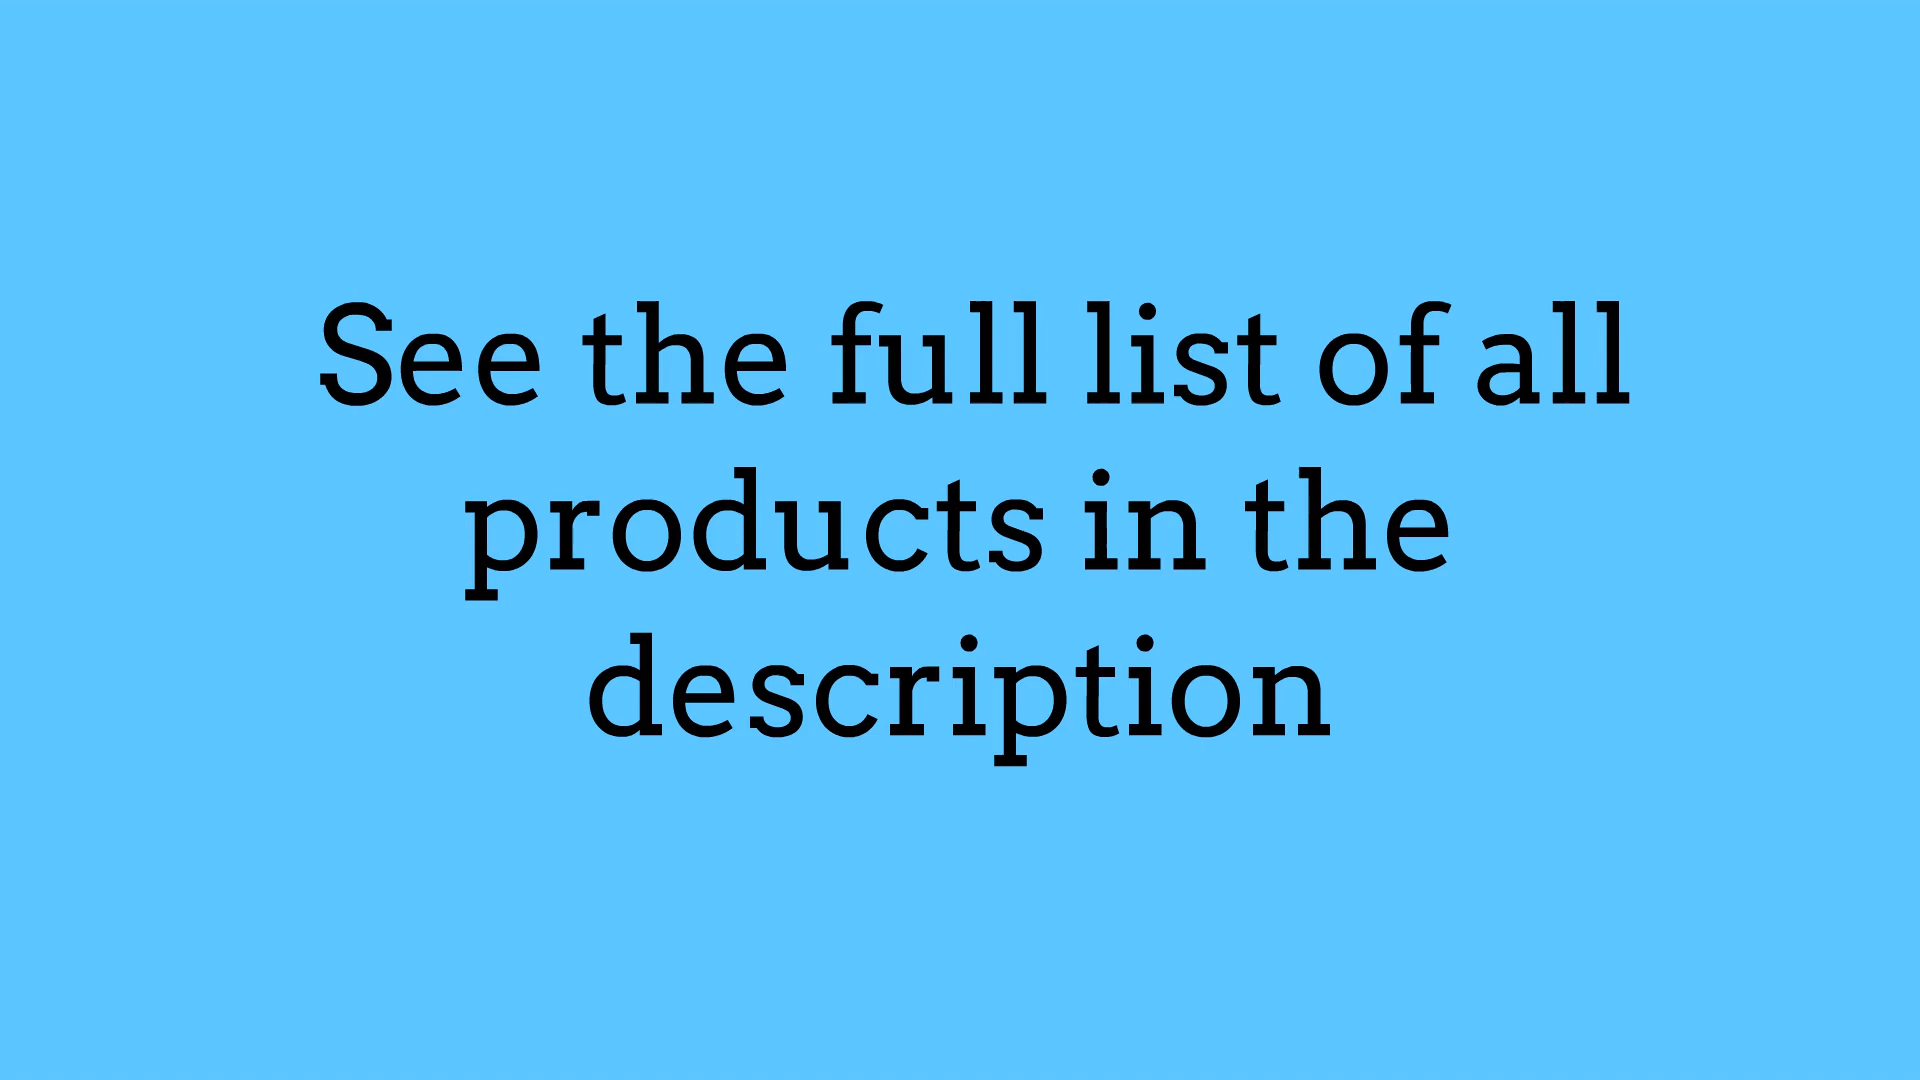 See the full list of all
products in the
description